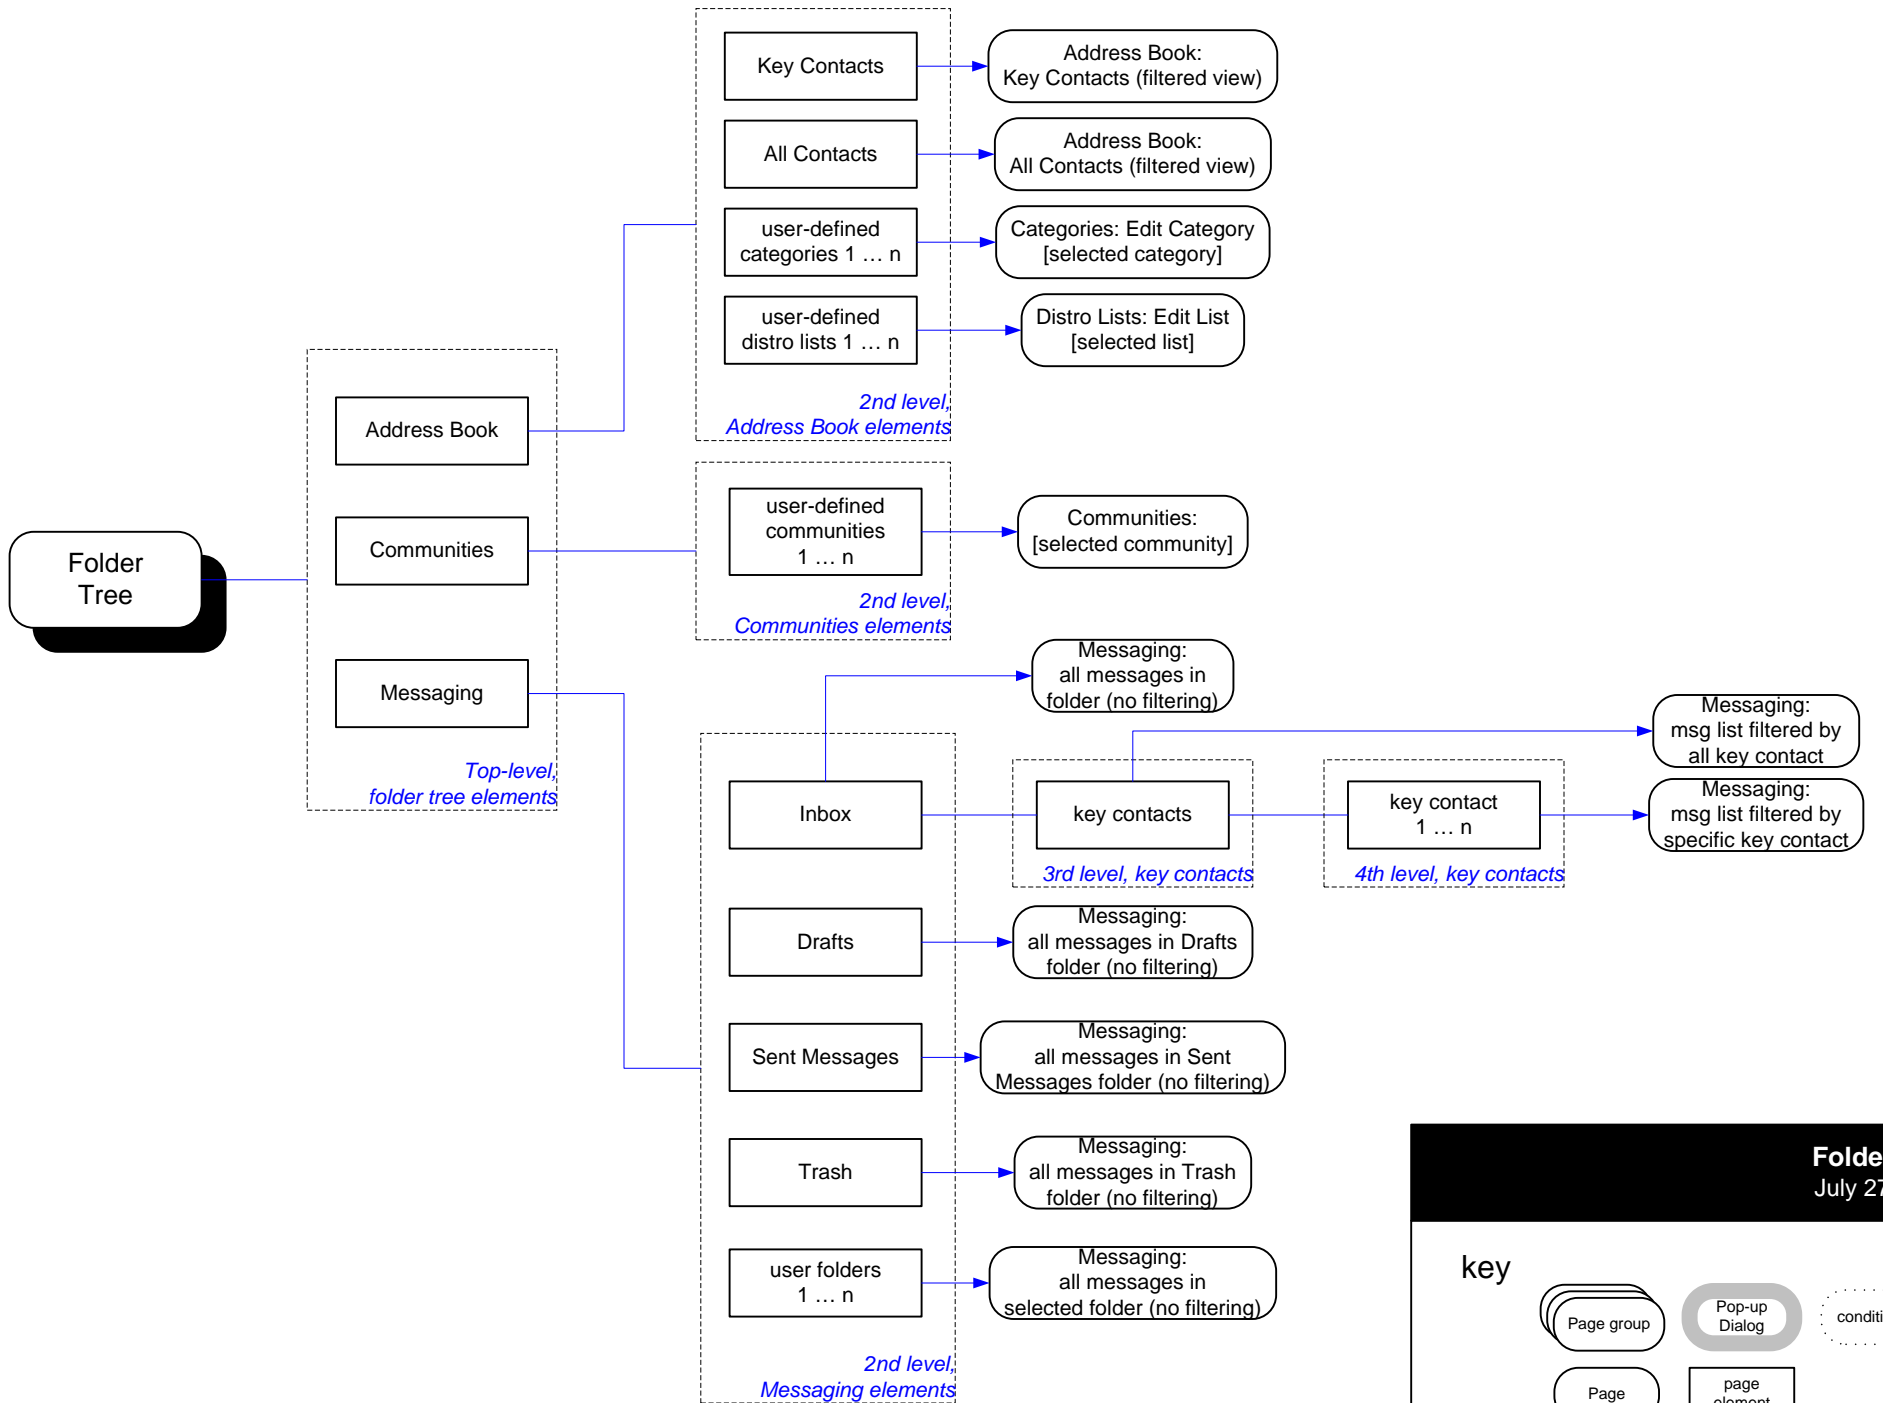 Key Contacts
Address Book:
Key Contacts (filtered view)
All Contacts
Address Book:
All Contacts (filtered view)
user-defined
categories 1 … n
Categories: Edit Category
[selected category]
user-defined
distro lists 1 … n
Distro Lists: Edit List
[selected list]
2nd level,
Address Book elements
Address Book
Communities
Messaging
Top-level,
folder tree elements
Folder
Tree
user-defined
communities
1 … n
Communities:
[selected community]
2nd level,
Communities elements
Messaging:
all messages in
folder (no filtering)
Inbox
key contacts
3rd level, key contacts
key contact
1 … n
4th level, key contacts
Messaging:
msg list filtered by
all key contact
Messaging:
msg list filtered by
specific key contact
Drafts
Messaging:
all messages in Drafts
folder (no filtering)
Sent Messages
Messaging:
all messages in Sent
Messages folder (no filtering)
Trash
Messaging:
all messages in Trash
folder (no filtering)
user folders
1 … n
Messaging:
all messages in
selected folder (no filtering)
2nd level,
Messaging elements
Folde
July 27
key
Page group
Pop-up
Dialog
conditi
Page
page
element